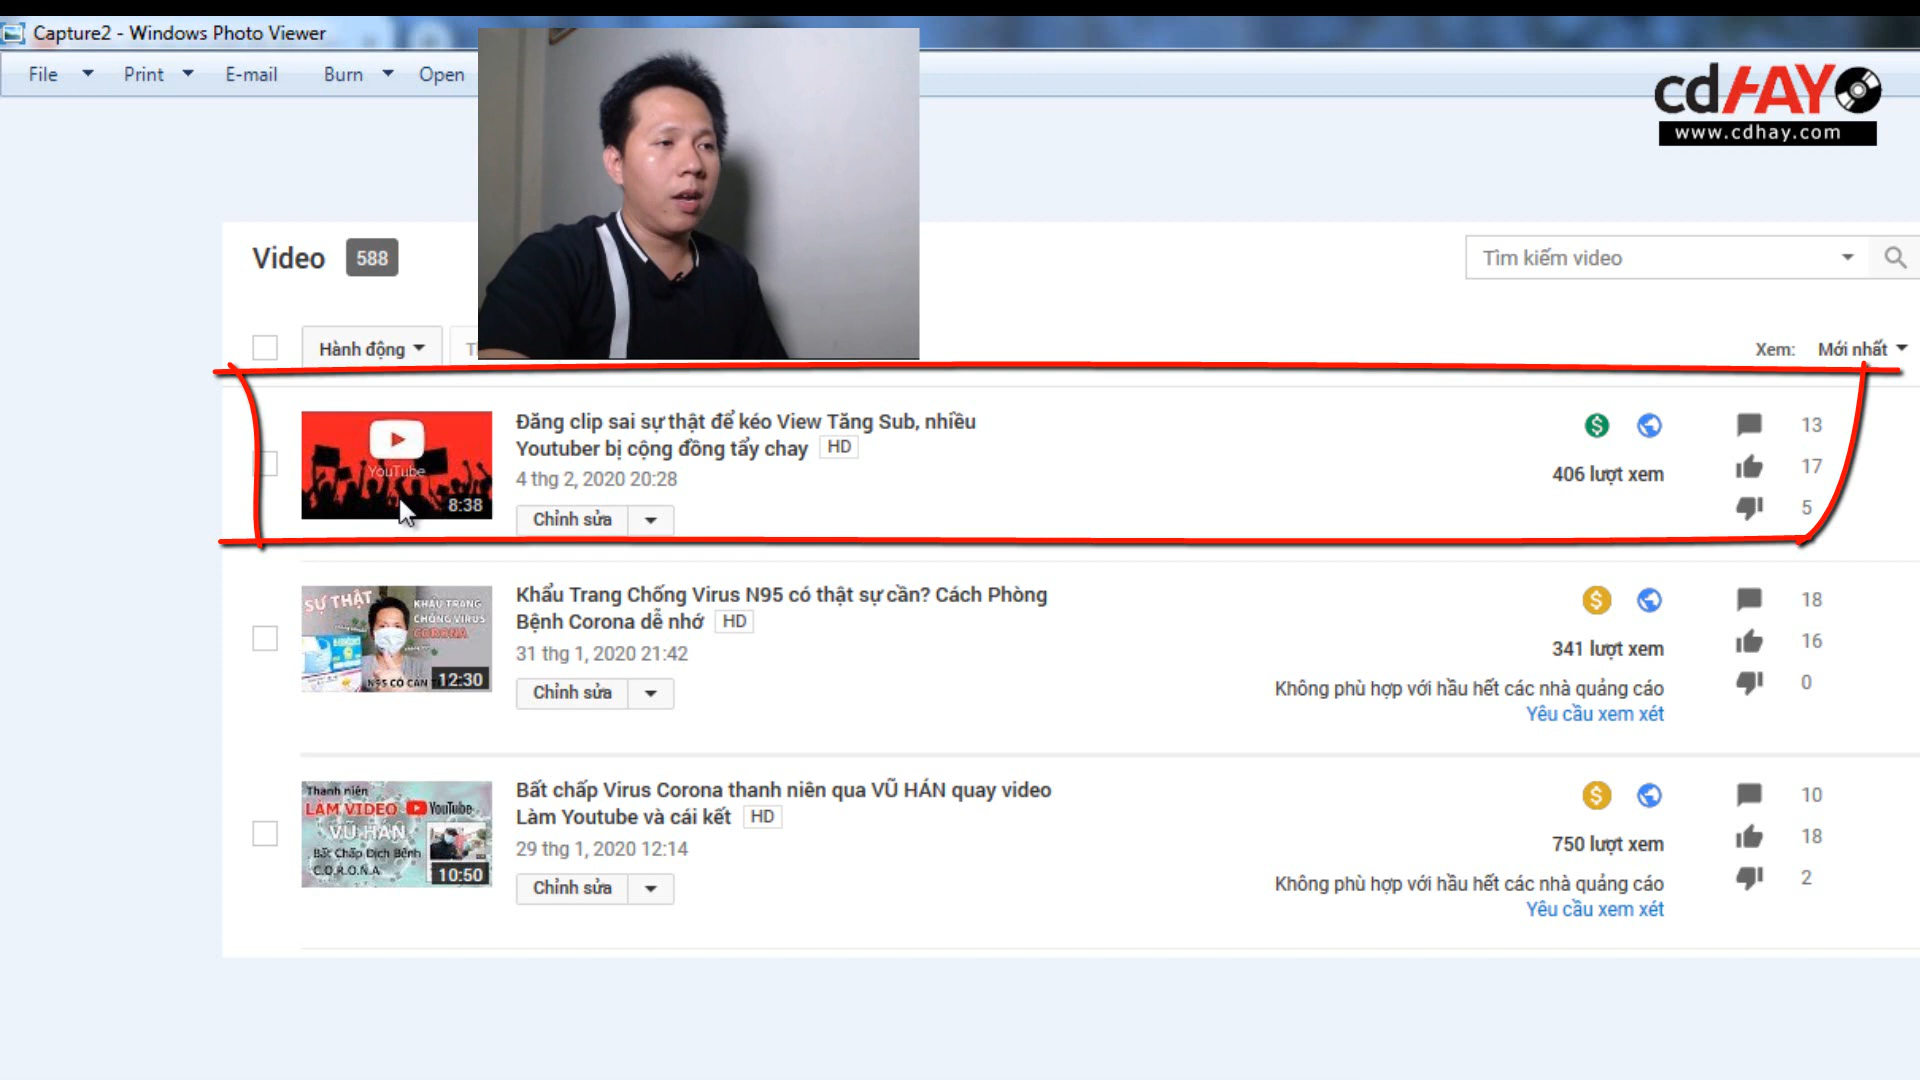 Capture2 - Windows Photo Viewer
File Print E-mail Burn Open
cdHAY
www.cdhay.com
Video 588
Tìm kiếm video
Hành động
Xem: Mới nhất
YouTube
8:38
Đăng clip sai sự thật để kéo View Tăng Sub, nhiều
Youtuber bị cộng đồng tẩy chay HD
4 thg 2, 2020 20:28
Chỉnh sửa
406 lượt xem
13
17
5
SỰ THẬT
KHẨU TRANG
CHỐNG VIRUS
CORONA
N95 CÓ CẦN
12:30
Khẩu Trang Chống Virus N95 có thật sự cần? Cách Phòng
Bệnh Corona dễ nhớ HD
31 thg 1, 2020 21:42
Chỉnh sửa
341 lượt xem
Không phù hợp với hầu hết các nhà quảng cáo
Yêu cầu xem xét
18
16
0
Thanh niên
LÀM VIDEO YouTube
VŨ HÁN
Bất Chấp Dịch Bệnh
C.O.R.O.N.A
10:50
Bất chấp Virus Corona thanh niên qua VŨ HÁN quay video
Làm Youtube và cái kết HD
29 thg 1, 2020 12:14
Chỉnh sửa
750 lượt xem
Không phù hợp với hầu hết các nhà quảng cáo
Yêu cầu xem xét
10
18
2